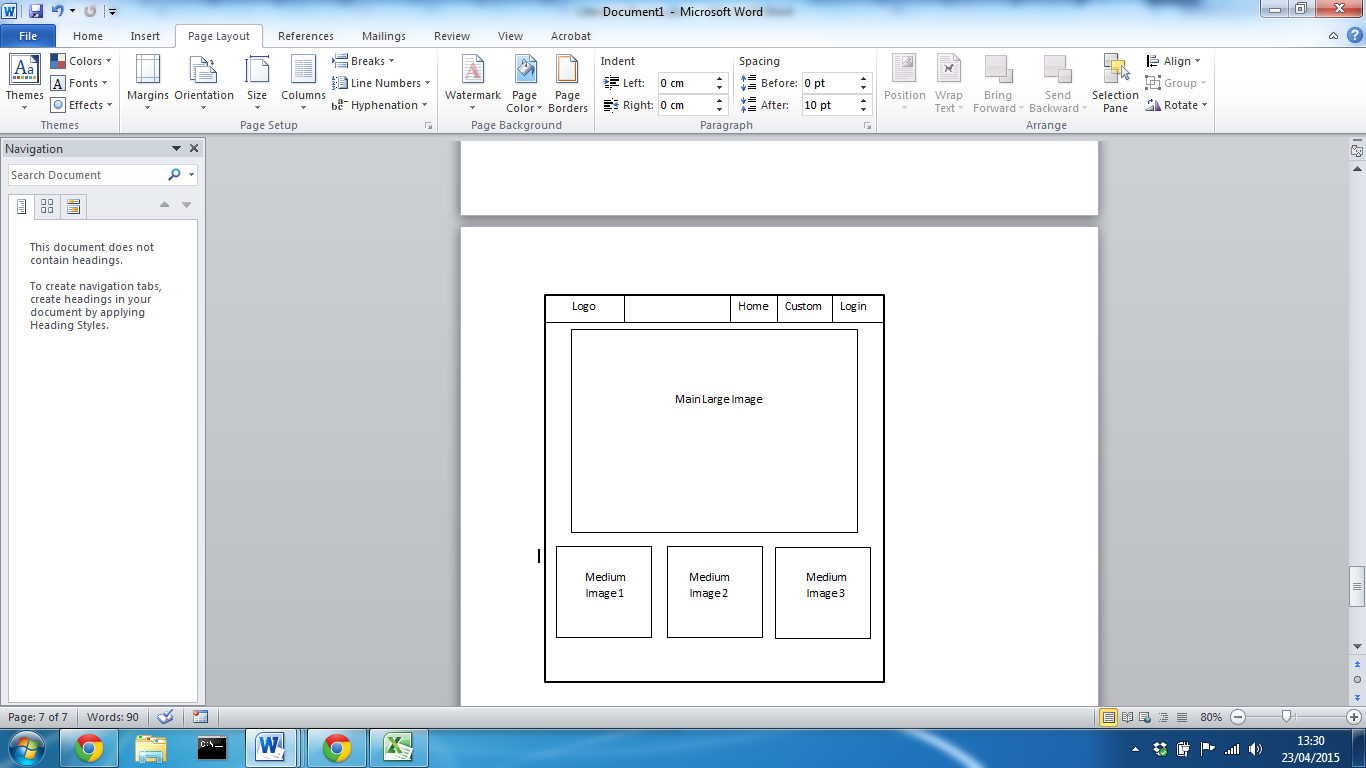 Document1 - Microsoft Word
File Home Insert Page Layout References Mailings Review View Acrobat
Themes
Colors
Fonts
Effects
Themes
Margins Orientation Size Columns
Breaks
Line Numbers
Hyphenation
Page Setup
Watermark Page Color Page Borders
Page Background
Indent
Left: 0 cm
Right: 0 cm
Spacing
Before: 0 pt
After: 10 pt
Paragraph
Position Wrap Text Bring Forward Send Backward Selection Pane
Align
Group
Rotate
Arrange
Navigation
Search Document
This document does not
contain headings.
To create navigation tabs,
create headings in your
document by applying
Heading Styles.
Logo Home Custom Login
Main Large Image
Medium
Image 1
Medium
Image 2
Medium
Image 3
Page: 7 of 7 Words: 90
80%
C:\
13:30
23/04/2015